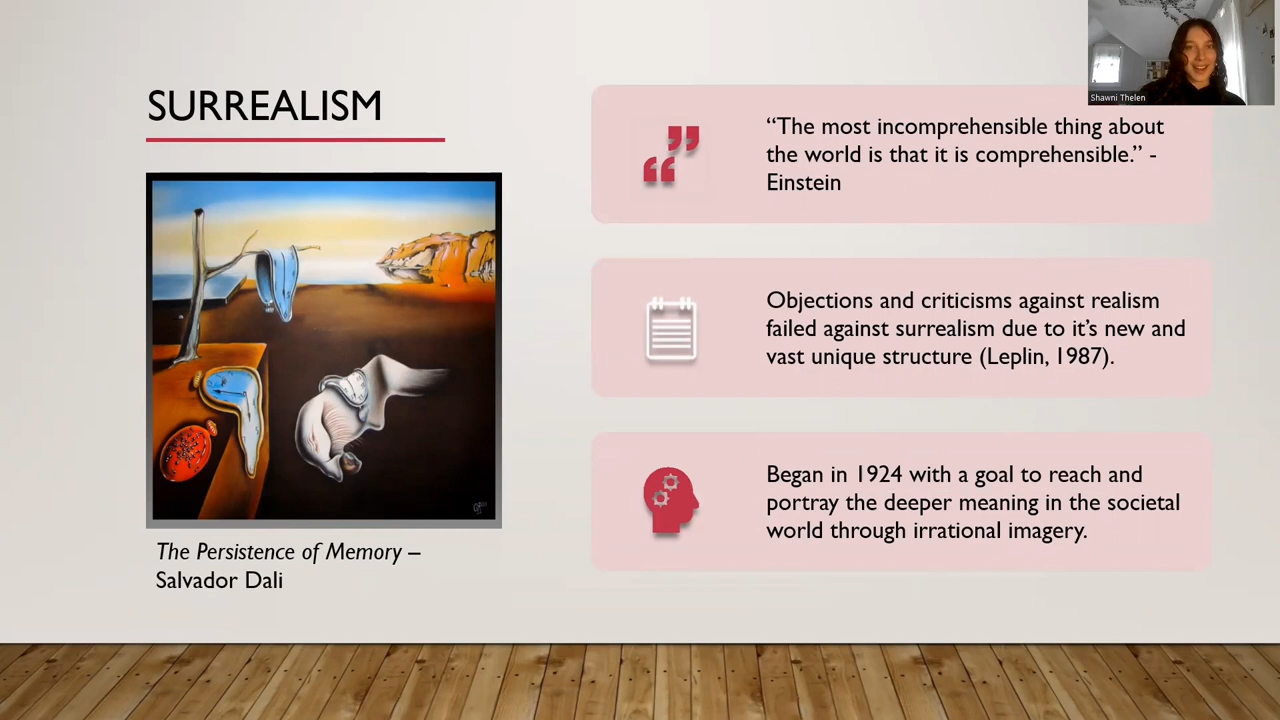 Shawni Thelen
SURREALISM
“The most incomprehensible thing about
the world is that it is comprehensible.” -
Einstein
Objections and criticisms against realism
failed against surrealism due to it’s new and
vast unique structure (Leplin, 1987).
Began in 1924 with a goal to reach and
portray the deeper meaning in the societal
world through irrational imagery.
The Persistence of Memory –
Salvador Dali